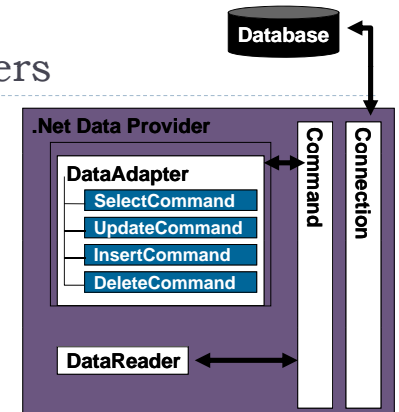 Database
ers
.Net Data Provider
DataAdapter
SelectCommand
UpdateCommand
InsertCommand
DeleteCommand
DataReader
Command
Connection